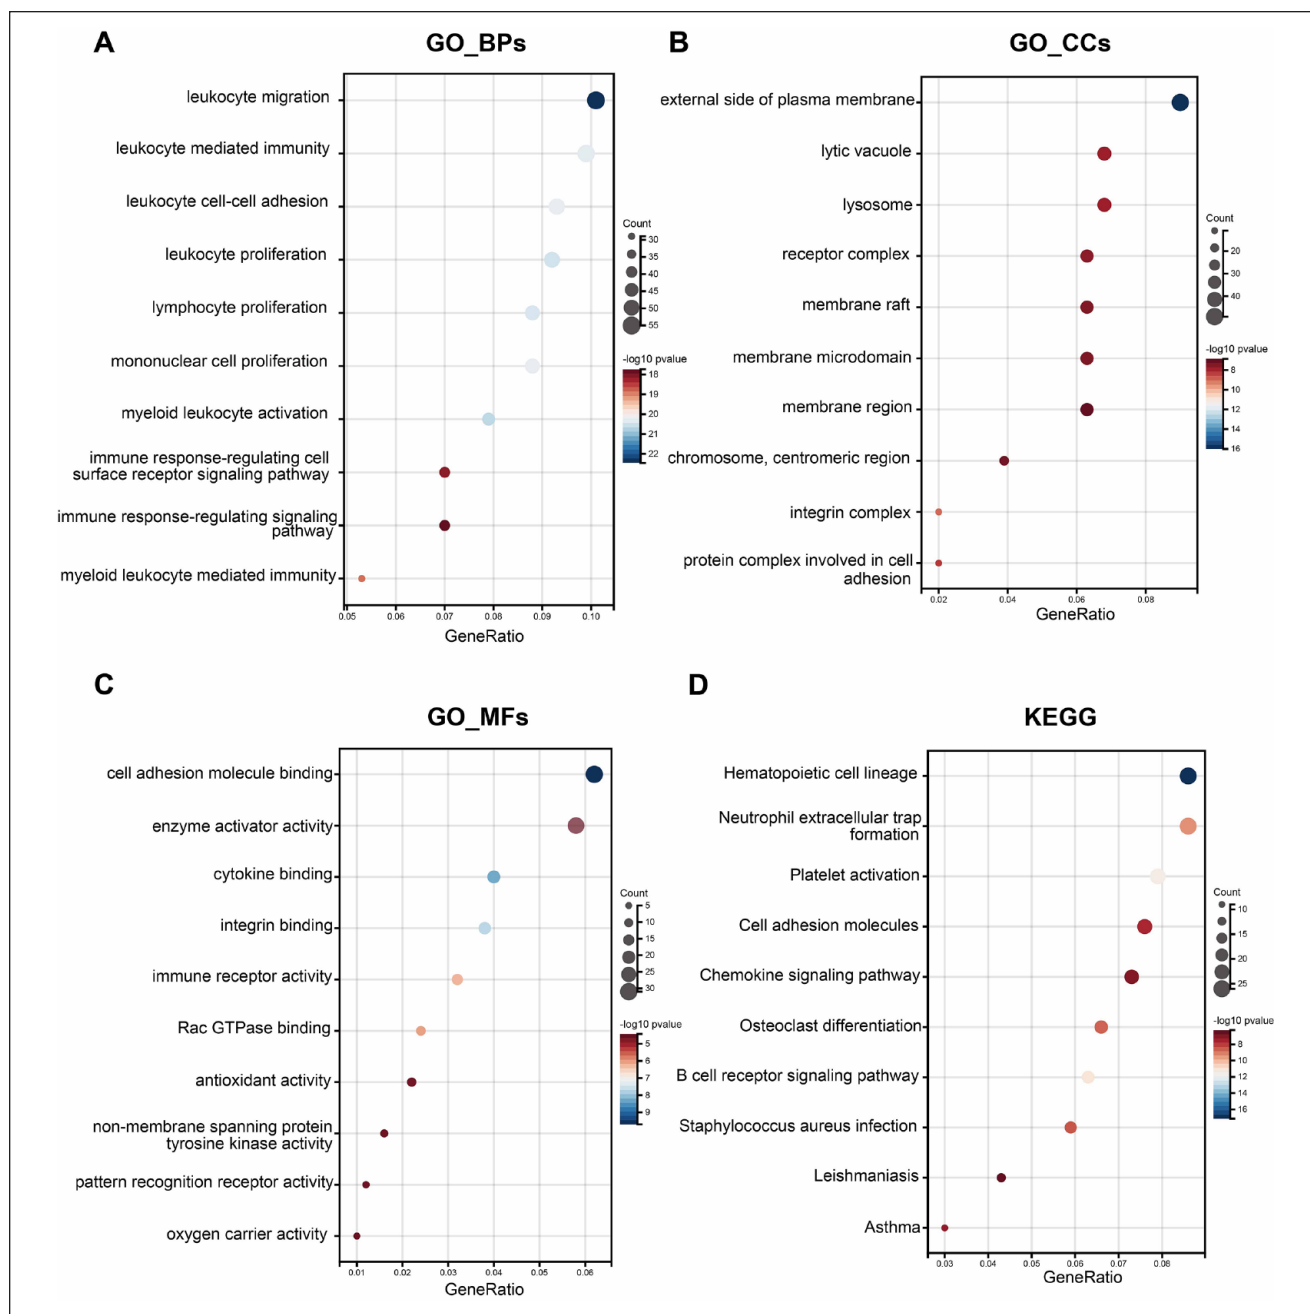 A
GO_BPs
leukocyte migration
leukocyte mediated immunity
leukocyte cell-cell adhesion
leukocyte proliferation
lymphocyte proliferation
mononuclear cell proliferation
myeloid leukocyte activation
immune response-regulating cell
surface receptor signaling pathway
immune response-regulating signaling
pathway
myeloid leukocyte mediated immunity
0.05 0.06 0.07 0.08 0.09 0.10
GeneRatio
Count
30
35
40
45
50
55
-log10 pvalue
18
19
20
21
22
B
GO_CCs
external side of plasma membrane
lytic vacuole
lysosome
receptor complex
membrane raft
membrane microdomain
membrane region
chromosome, centromeric region
integrin complex
protein complex involved in cell
adhesion
0.02 0.04 0.06 0.08
GeneRatio
Count
20
30
40
-log10 pvalue
8
10
12
14
16
C
GO_MFs
cell adhesion molecule binding
enzyme activator activity
cytokine binding
integrin binding
immune receptor activity
Rac GTPase binding
antioxidant activity
non-membrane spanning protein
tyrosine kinase activity
pattern recognition receptor activity
oxygen carrier activity
0.01 0.02 0.03 0.04 0.05 0.06
GeneRatio
Count
5
10
15
20
25
30
-log10 pvalue
5
6
7
8
9
D
KEGG
Hematopoietic cell lineage
Neutrophil extracellular trap
formation
Platelet activation
Cell adhesion molecules
Chemokine signaling pathway
Osteoclast differentiation
B cell receptor signaling pathway
Staphylococcus aureus infection
Leishmaniasis
Asthma
0.03 0.04 0.05 0.06 0.07 0.08
GeneRatio
Count
10
15
20
25
-log10 pvalue
8
10
12
14
16